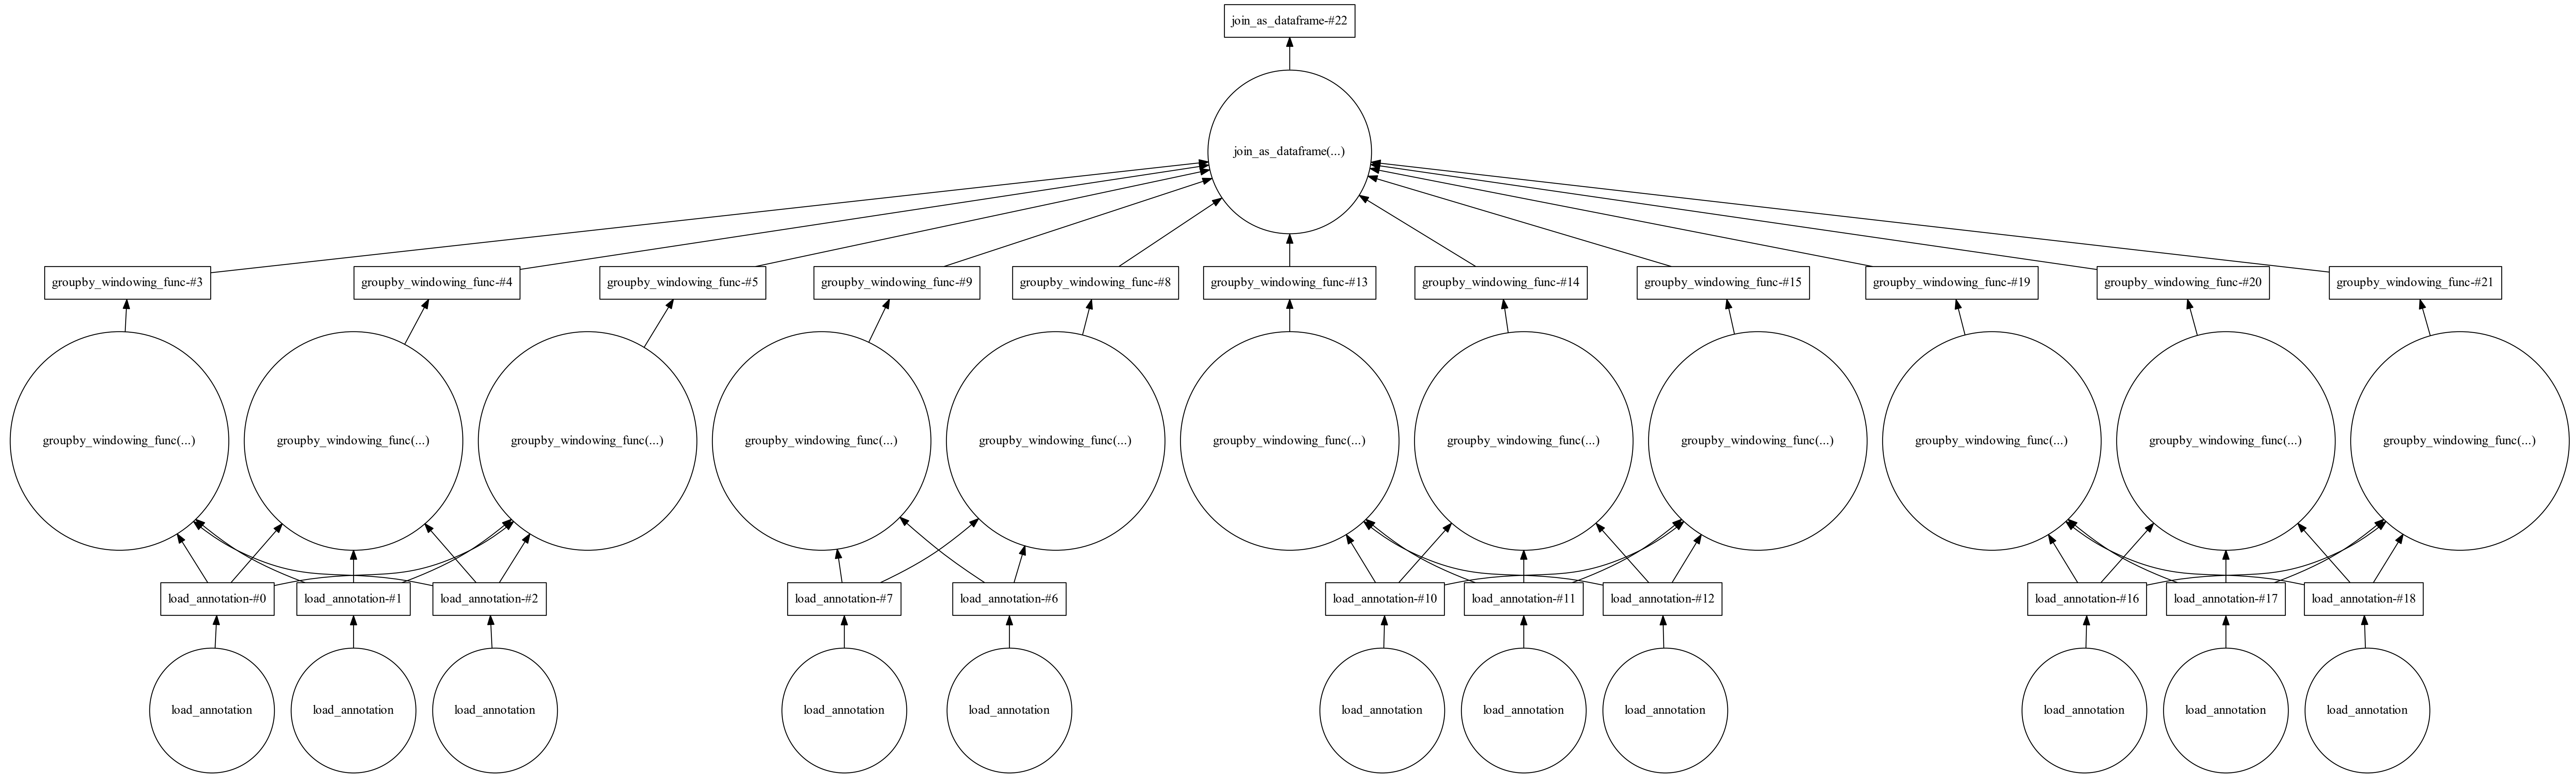 join_as_dataframe-#22
join_as_dataframe(...)
groupby_windowing_func-#3
groupby_windowing_func-#4
groupby_windowing_func-#5
groupby_windowing_func-#9
groupby_windowing_func-#8
groupby_windowing_func-#13
groupby_windowing_func-#14
groupby_windowing_func-#15
groupby_windowing_func-#19
groupby_windowing_func-#20
groupby_windowing_func-#21
groupby_windowing_func(...)
groupby_windowing_func(...)
groupby_windowing_func(...)
groupby_windowing_func(...)
groupby_windowing_func(...)
groupby_windowing_func(...)
groupby_windowing_func(...)
groupby_windowing_func(...)
groupby_windowing_func(...)
groupby_windowing_func(...)
groupby_windowing_func(...)
load_annotation-#0
load_annotation-#1
load_annotation-#2
load_annotation-#7
load_annotation-#6
load_annotation-#10
load_annotation-#11
load_annotation-#12
load_annotation-#16
load_annotation-#17
load_annotation-#18
load_annotation
load_annotation
load_annotation
load_annotation
load_annotation
load_annotation
load_annotation
load_annotation
load_annotation
load_annotation
load_annotation